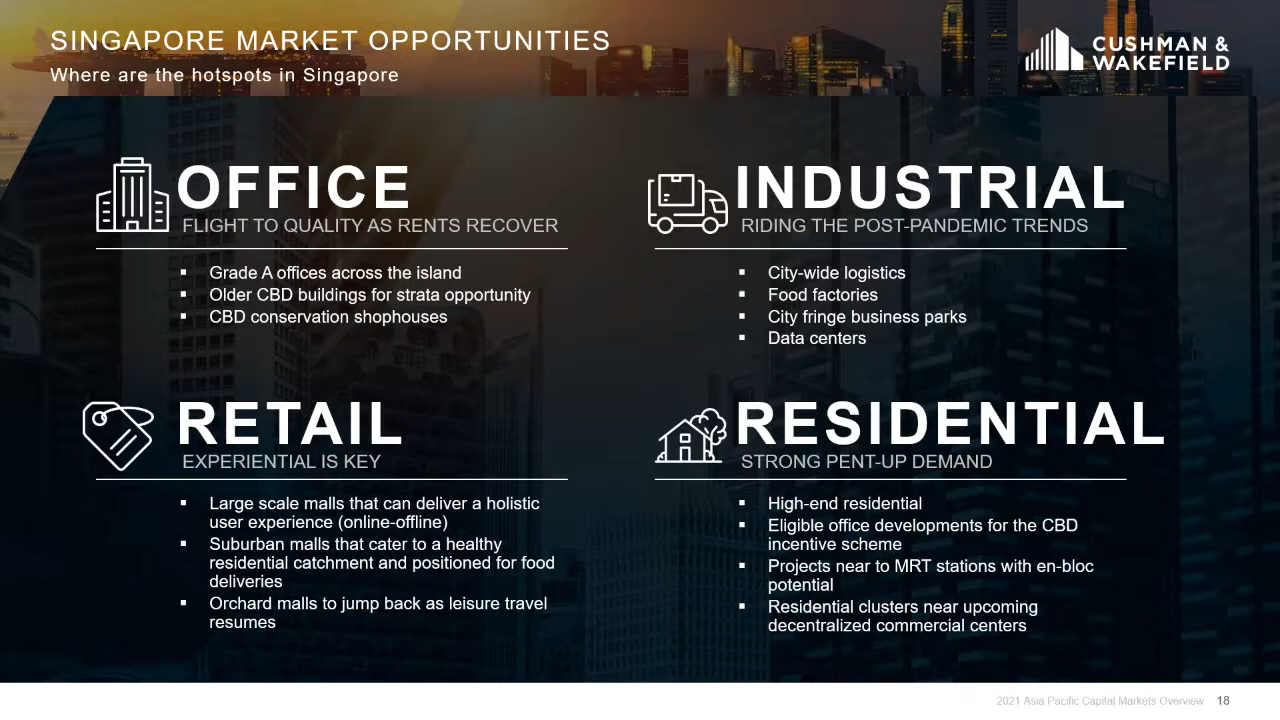 SINGAPORE MARKET OPPORTUNITIES
Where are the hotspots in Singapore
CUSHMAN &
WAKEFIELD
OFFICE
FLIGHT TO QUALITY AS RENTS RECOVER
▪ Grade A offices across the island
▪ Older CBD buildings for strata opportunity
▪ CBD conservation shophouses
INDUSTRIAL
RIDING THE POST-PANDEMIC TRENDS
▪ City-wide logistics
▪ Food factories
▪ City fringe business parks
▪ Data centers
RETAIL
EXPERIENTIAL IS KEY
▪ Large scale malls that can deliver a holistic
user experience (online-offline)
▪ Suburban malls that cater to a healthy
residential catchment and positioned for food
deliveries
▪ Orchard malls to jump back as leisure travel
resumes
RESIDENTIAL
STRONG PENT-UP DEMAND
▪ High-end residential
▪ Eligible office developments for the CBD
incentive scheme
▪ Projects near to MRT stations with en-bloc
potential
▪ Residential clusters near upcoming
decentralized commercial centers
2021 Asia Pacific Capital Markets Overview 18